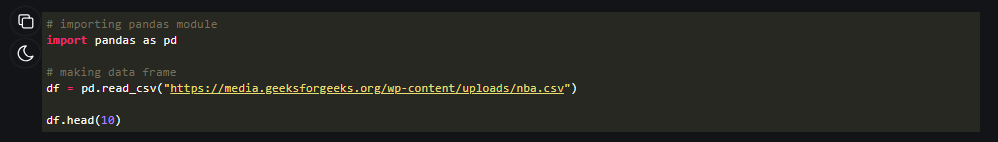 # importing pandas module
import pandas as pd
# making data frame
df = pd.read_csv("https://media.geeksforgeeks.org/wp-content/uploads/nba.csv")
df.head(10)